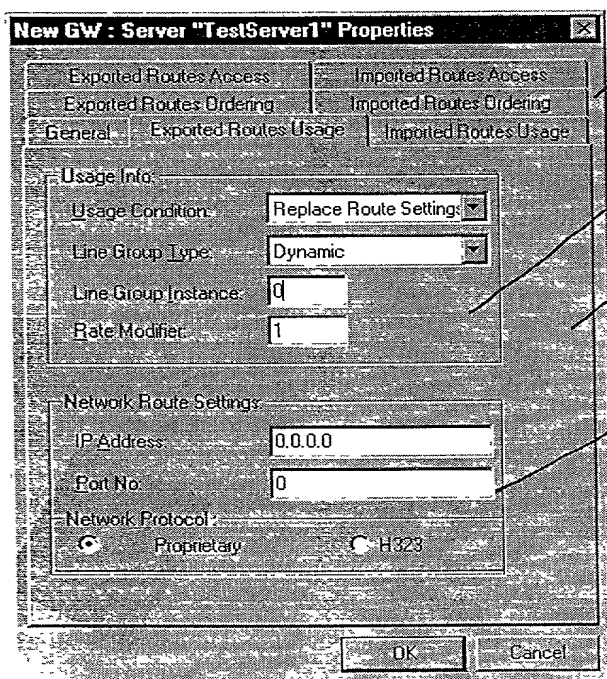 New GW : Server "TestServer1" Properties
Exported Routes Access
Imported Routes Access
Exported Routes Ordering
Imported Routes Ordering
General
Exported Routes Usage
Imported Routes Usage
Usage Info:
Usage Condition:
Replace Route Settings
Line Group Type:
Dynamic
Line Group Instance:
0
Rate Modifier:
1
Network Route Settings:
IP Address:
0.0.0.0
Port No:
0
Network Protocol :
Proprietary
H323
OK
Cancel